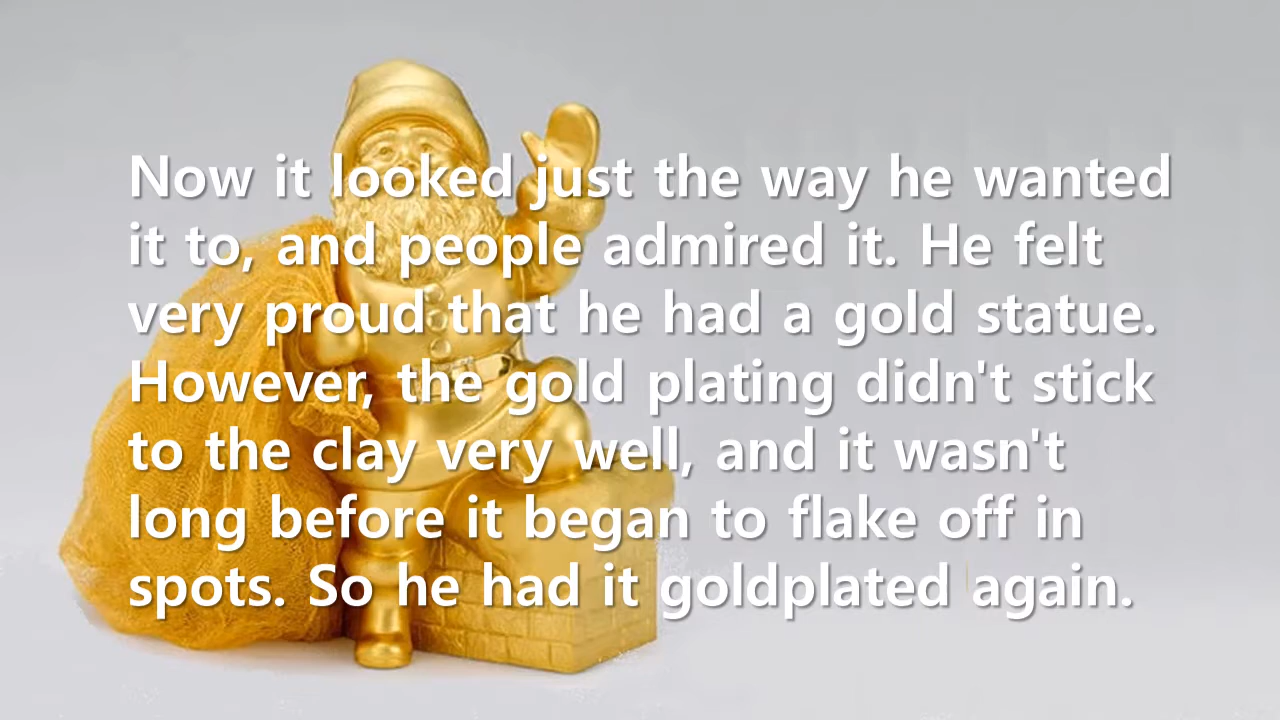 Now it looked just the way he wanted
it to, and people admired it. He felt
very proud that he had a gold statue.
However, the gold plating didn't stick
to the clay very well, and it wasn't
long before it began to flake off in
spots. So he had it goldplated again.